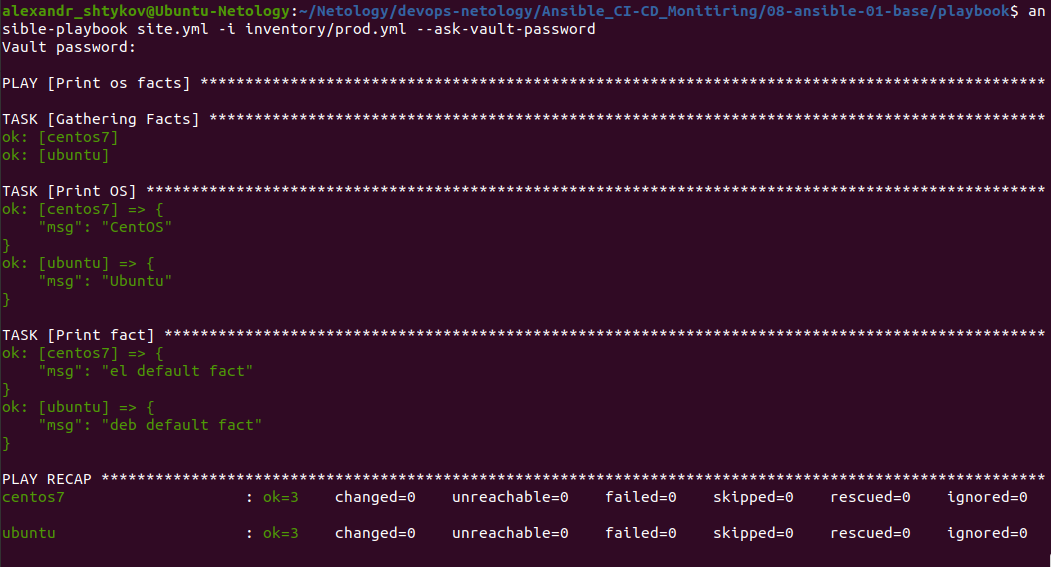 alexandr_shtykov@Ubuntu-Netology:~/Netology/devops-netology/Ansible_CI-CD_Monitiring/08-ansible-01-base/playbook$ an
sible-playbook site.yml -i inventory/prod.yml --ask-vault-password
Vault password:
PLAY [Print os facts] **********************************************************************************************
TASK [Gathering Facts] *********************************************************************************************
ok: [centos7]
ok: [ubuntu]
TASK [Print OS] ****************************************************************************************************
ok: [centos7] => {
    "msg": "CentOS"
}
ok: [ubuntu] => {
    "msg": "Ubuntu"
}
TASK [Print fact] **************************************************************************************************
ok: [centos7] => {
    "msg": "el default fact"
}
ok: [ubuntu] => {
    "msg": "deb default fact"
}
PLAY RECAP *********************************************************************************************************
centos7                    : ok=3    changed=0    unreachable=0    failed=0    skipped=0    rescued=0    ignored=0
ubuntu                     : ok=3    changed=0    unreachable=0    failed=0    skipped=0    rescued=0    ignored=0